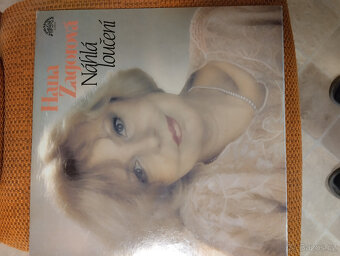 Hana
Zagorová
Náhlá
loučení